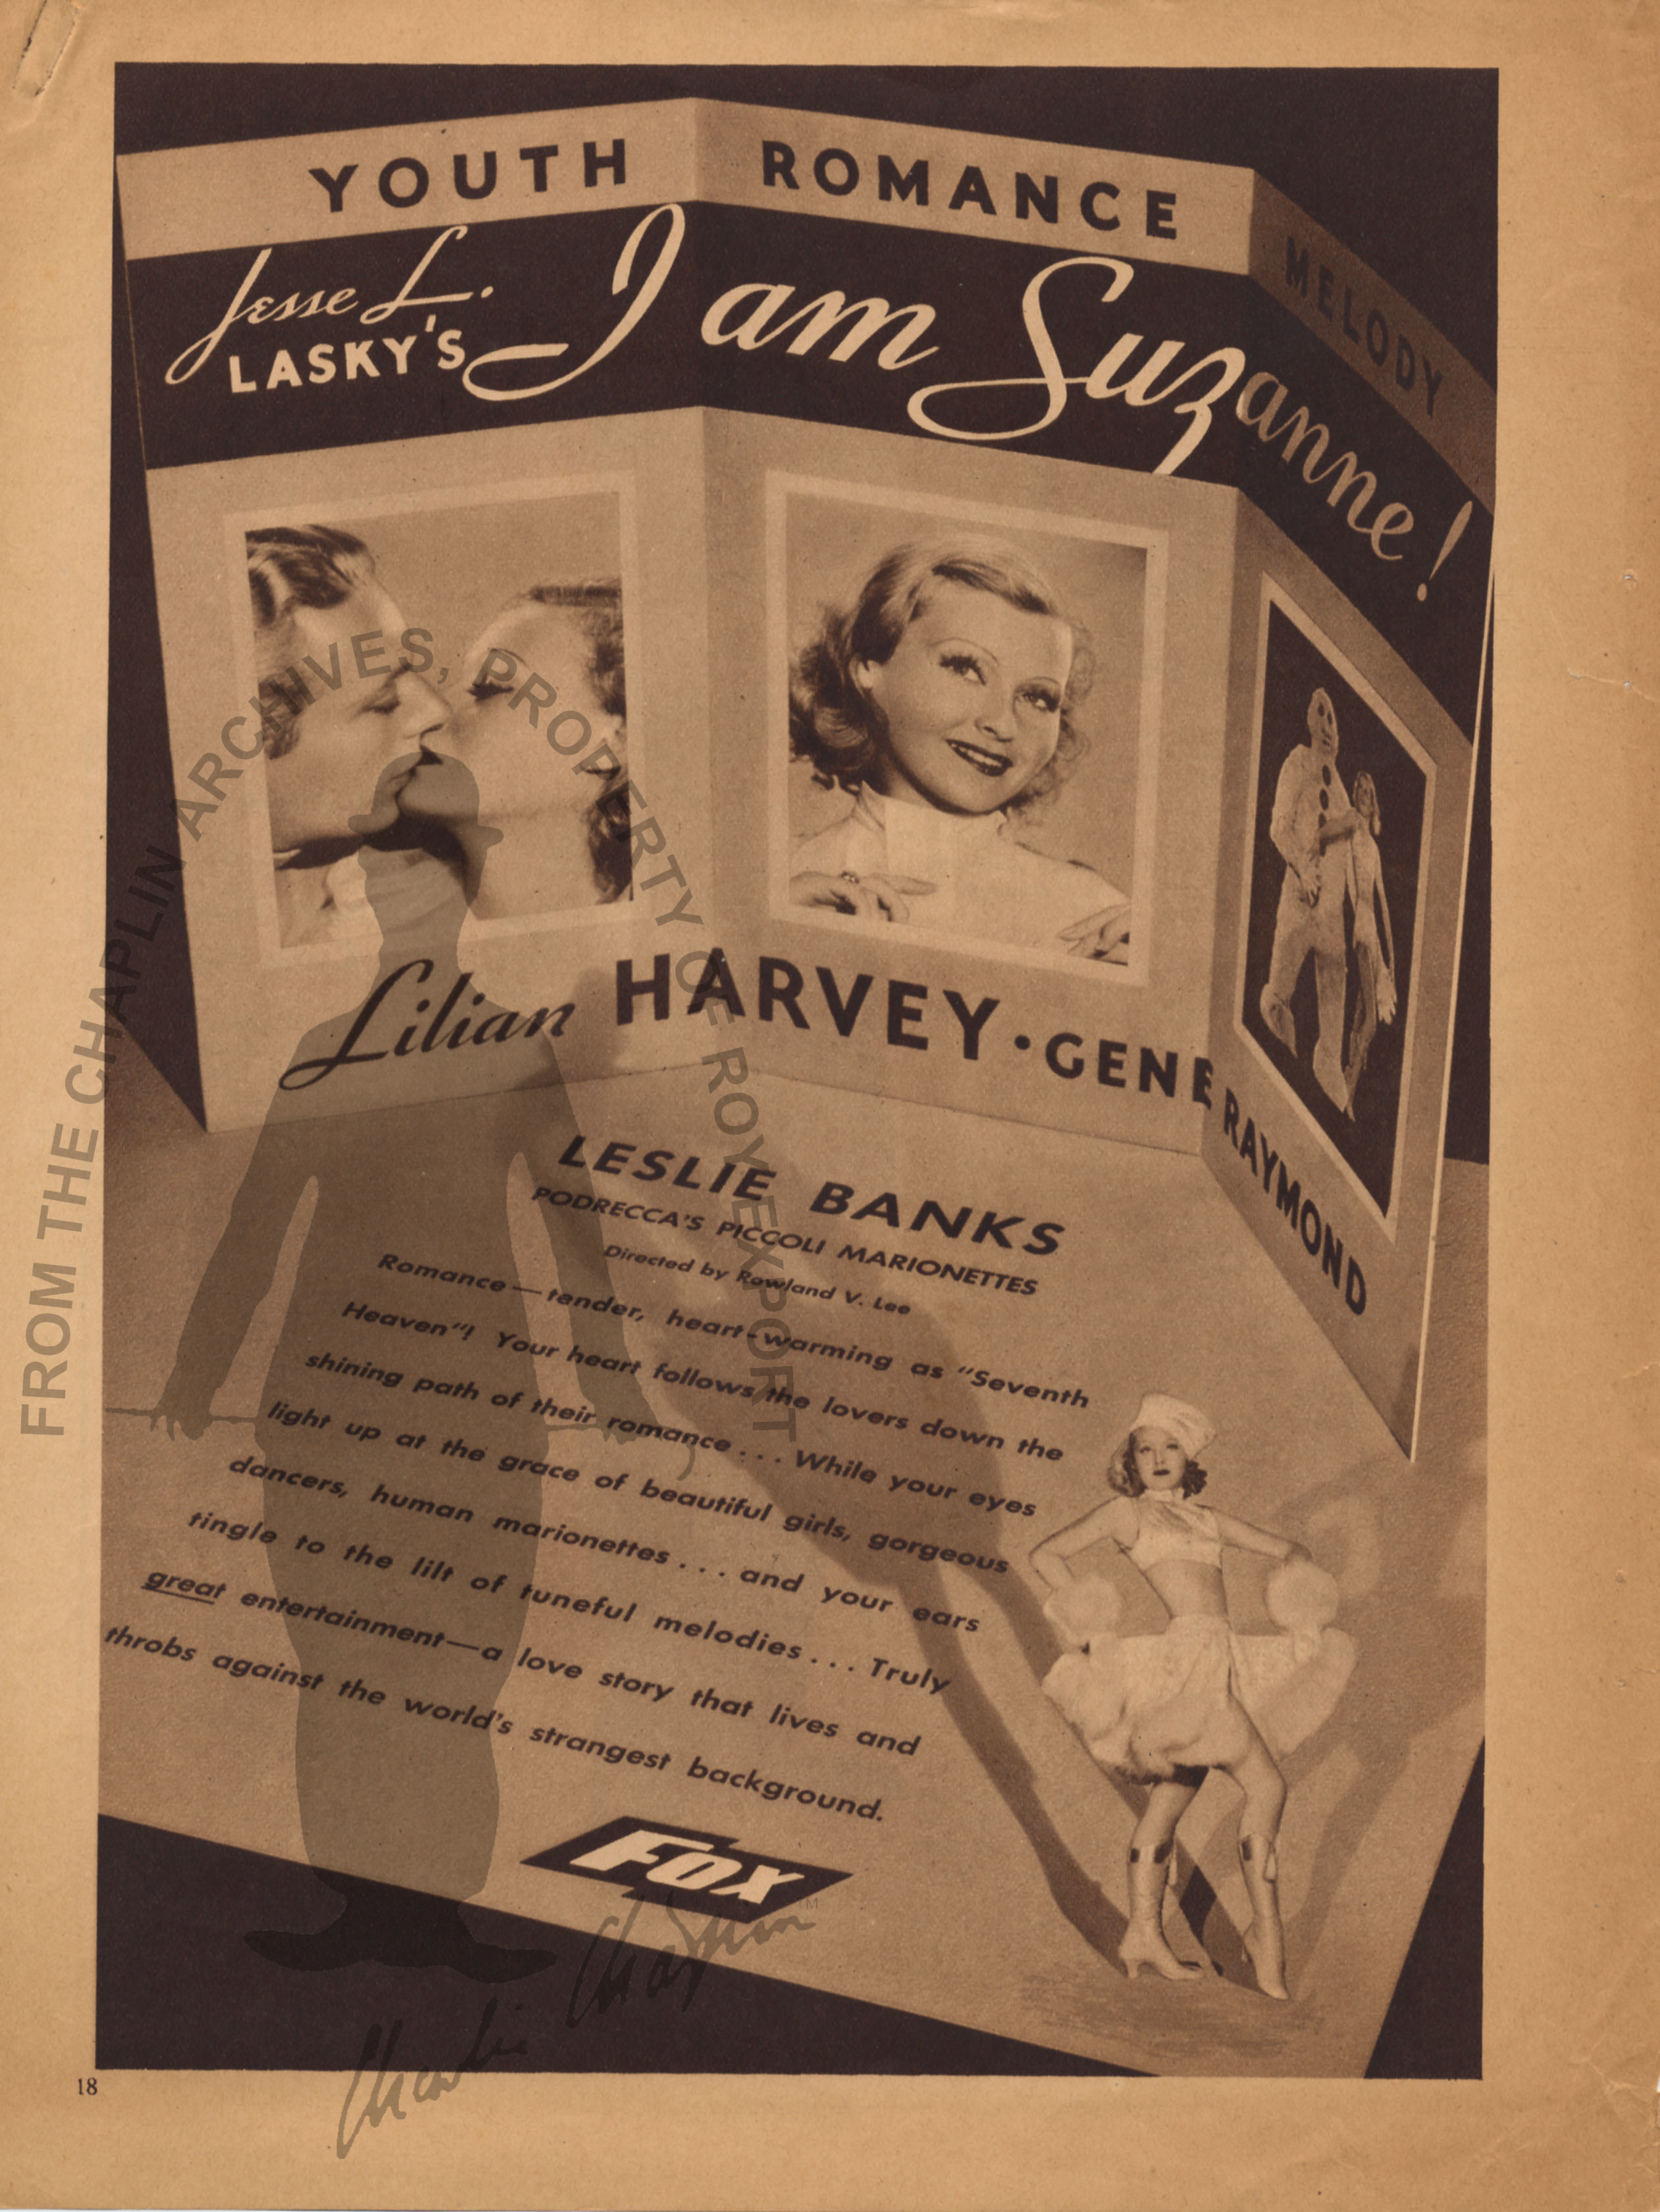 YOUTH ROMANCE MELODY
Jesse L.
LASKY'S
I am Suzanne!
Lilian HARVEY · GENE RAYMOND
LESLIE BANKS
PODRECCA'S PICCOLI MARIONETTES
Directed by Rowland V. Lee
Romance—tender, heart-warming as "Seventh
Heaven"! Your heart follows the lovers down the
shining path of their romance... While your eyes
light up at the grace of beautiful girls, gorgeous
dancers, human marionettes... and your ears
tingle to the lilt of tuneful melodies... Truly
great entertainment—a love story that lives and
throbs against the world's strangest background.
FOX
18
FROM THE CHAPLIN ARCHIVES, PROPERTY OF ROY EXPORT
Charlie Chaplin TM